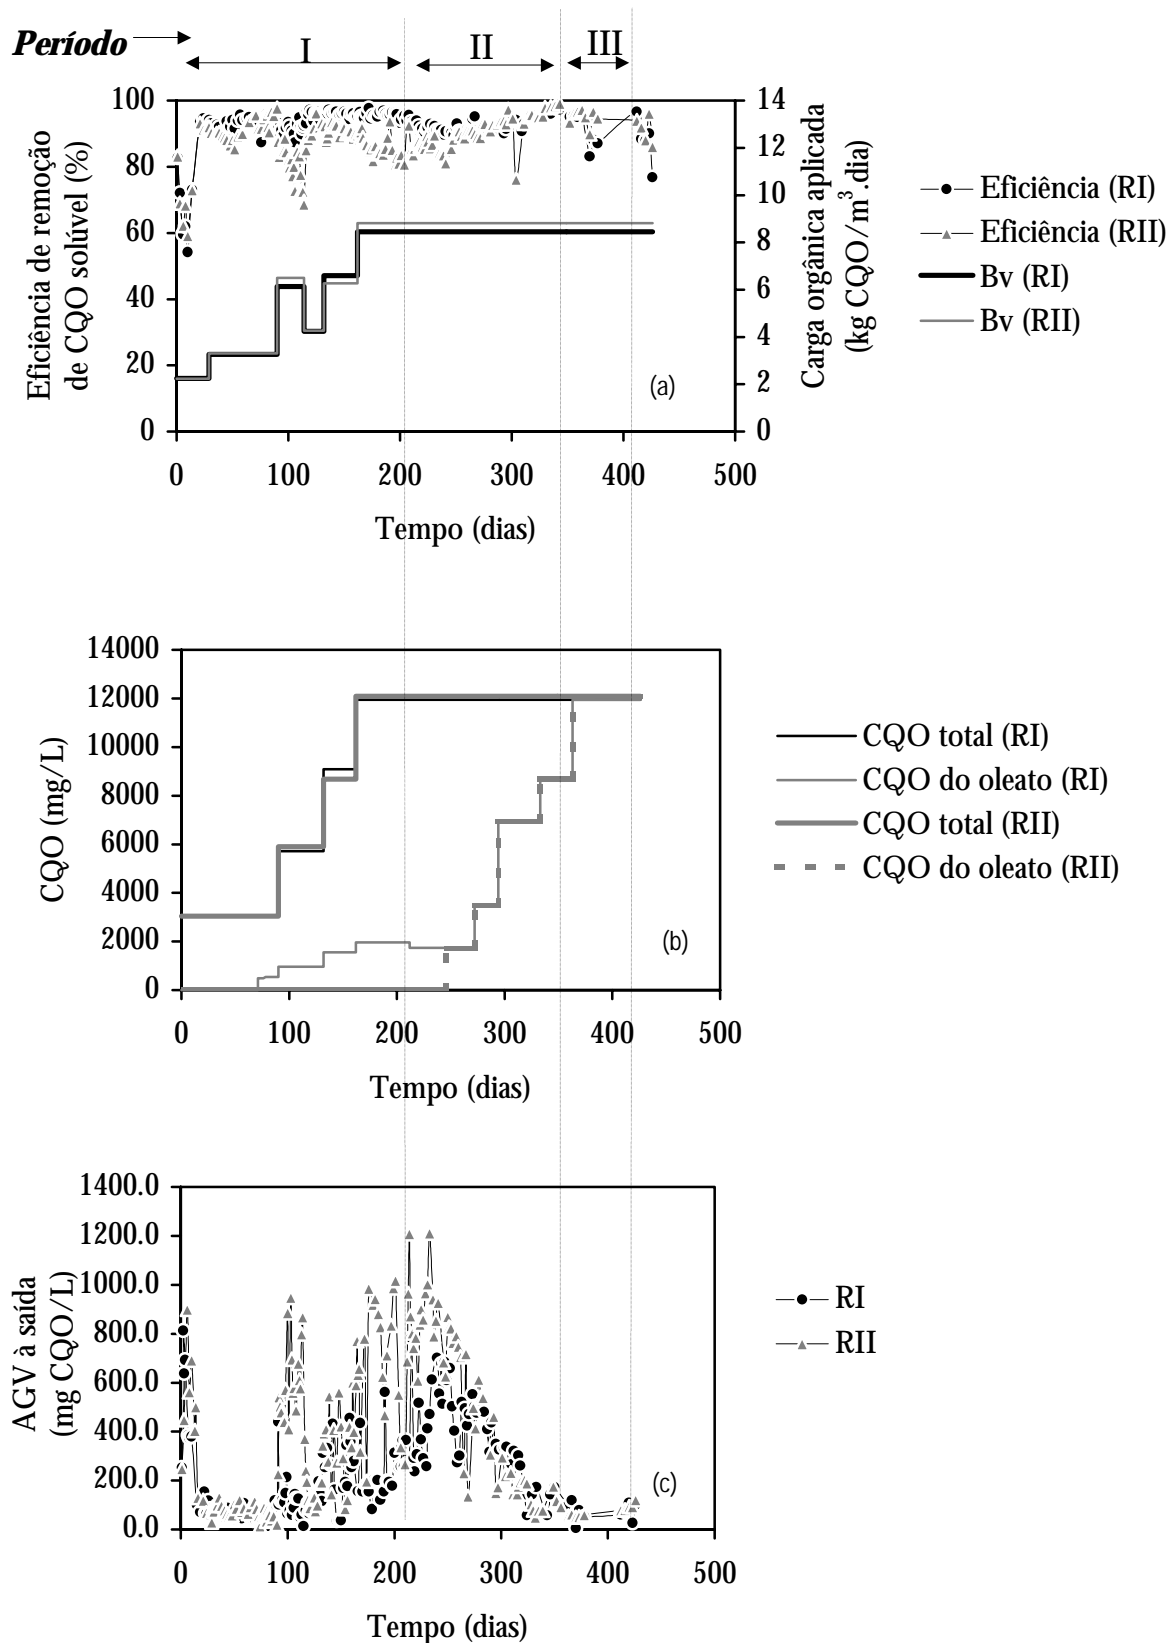 Período
I
II
III
100
80
60
40
20
0
Eficiência de remoção
de CQO solúvel (%)
14
12
10
8
6
4
2
0
Carga orgânica aplicada
(kg CQO/m³.dia)
(a)
0 100 200 300 400 500
Tempo (dias)
Eficiência (RI)
Eficiência (RII)
Bv (RI)
Bv (RII)
14000
12000
10000
8000
6000
4000
2000
0
CQO (mg/L)
(b)
0 100 200 300 400 500
Tempo (dias)
CQO total (RI)
CQO do oleato (RI)
CQO total (RII)
CQO do oleato (RII)
1400.0
1200.0
1000.0
800.0
600.0
400.0
200.0
0.0
AGV à saída
(mg CQO/L)
(c)
0 100 200 300 400 500
Tempo (dias)
RI
RII